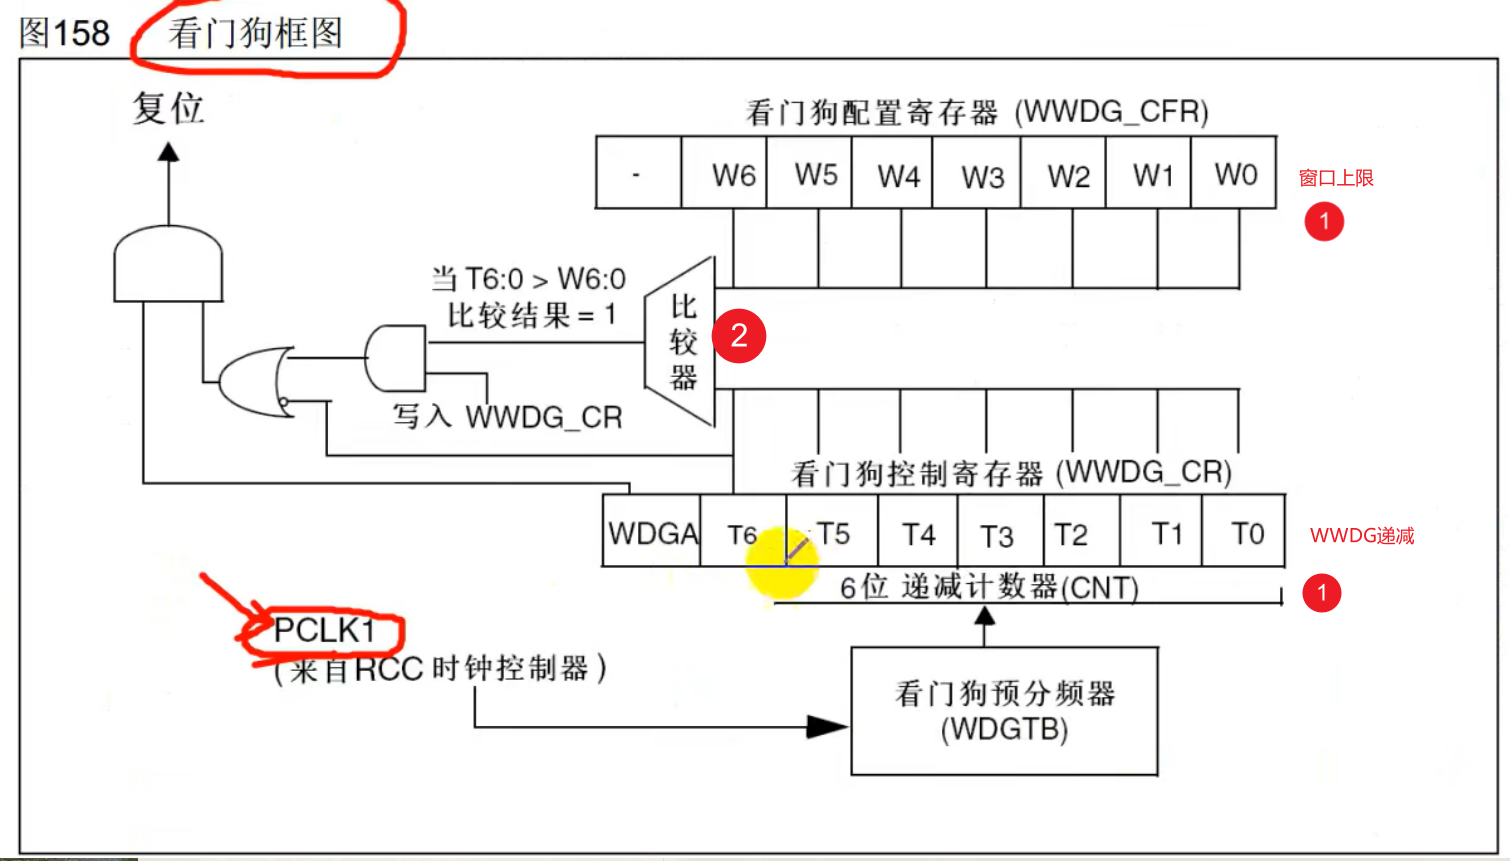 图158 看门狗框图
复位
看门狗配置寄存器 (WWDG_CFR)
- W6 W5 W4 W3 W2 W1 W0
窗口上限
1
当 T6:0 > W6:0
比较结果 = 1
比较器
2
写入 WWDG_CR
看门狗控制寄存器 (WWDG_CR)
WDGA T6 T5 T4 T3 T2 T1 T0
WWDG递减
6位 递减计数器(CNT)
1
PCLK1
(来自RCC 时钟控制器)
看门狗预分频器
(WDGTB)